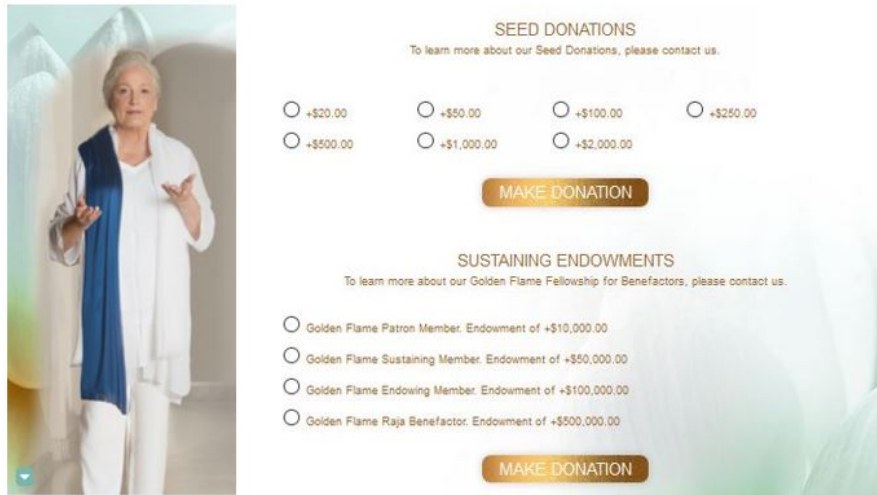 SEED DONATIONS
To learn more about our Seed Donations, please contact us.
+$20.00 +$50.00 +$100.00 +$250.00
+$500.00 +$1,000.00 +$2,000.00
MAKE DONATION
SUSTAINING ENDOWMENTS
To learn more about our Golden Flame Fellowship for Benefactors, please contact us.
Golden Flame Patron Member. Endowment of +$10,000.00
Golden Flame Sustaining Member. Endowment of +$50,000.00
Golden Flame Endowing Member. Endowment of +$100,000.00
Golden Flame Raja Benefactor. Endowment of +$500,000.00
MAKE DONATION